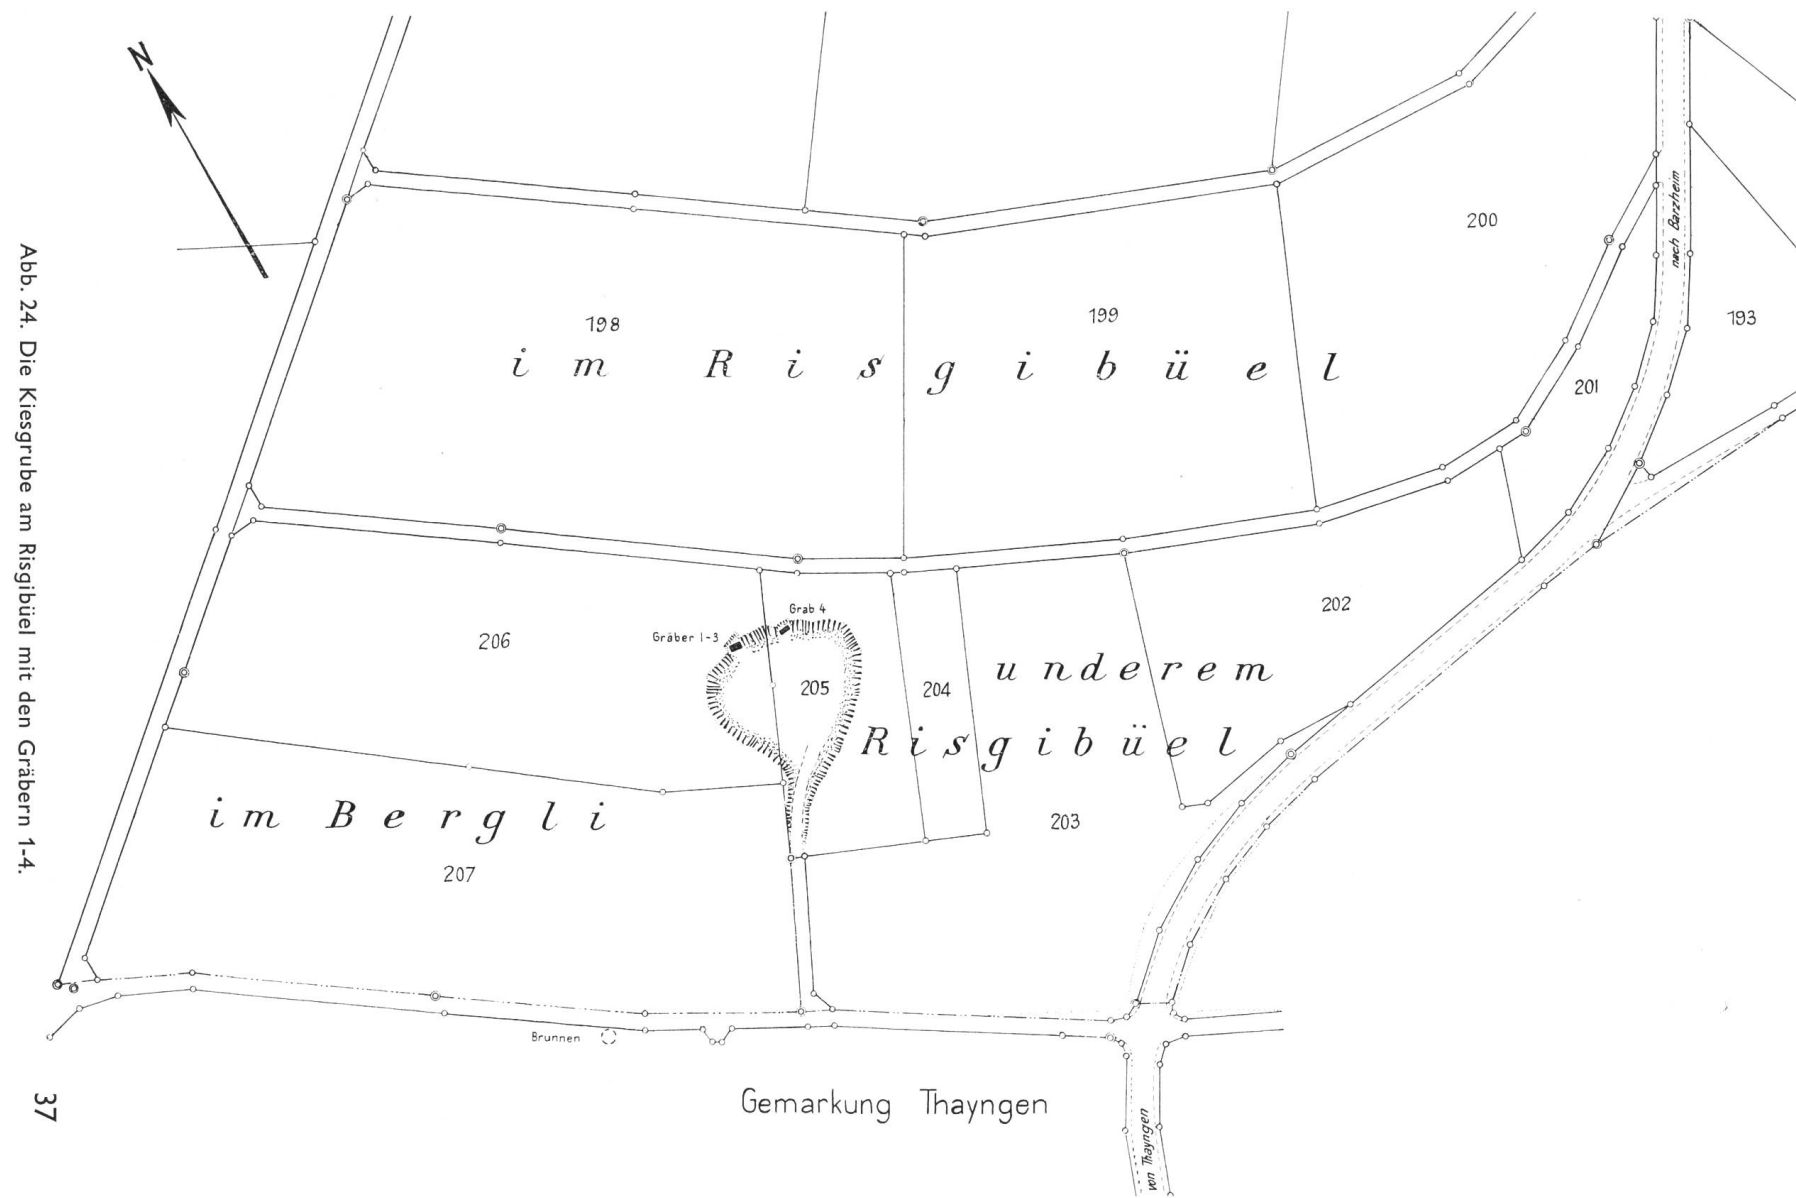 N
nach Barzheim
200
193
198
199
im Risgibüel
201
Grab 4
202
Gräber 1-3
206
205
204
underem
Risgibüel
im Bergli
203
207
Brunnen
Gemarkung Thayngen
von Thayngen
Abb. 24. Die Kiesgrube am Risgibüel mit den Gräbern 1-4.
37